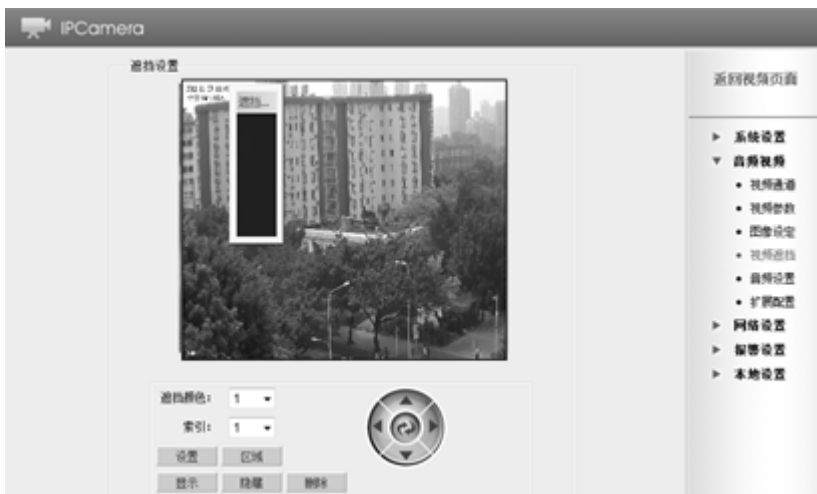 IPCamera
遮挡设置
遮挡...
返回视频页面
系统设置
音频视频
视频通道
视频参数
图像设定
视频遮挡
音频设置
扩展配置
网络设置
报警设置
本地设置
遮挡颜色: 1
索引: 1
设置 区域
显示 隐藏 删除